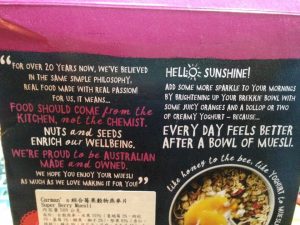 "FOR OVER 20 YEARS NOW, WE'VE BELIEVED
IN THE SAME SIMPLE PHILOSOPHY.
REAL FOOD MADE WITH REAL PASSION!
FOR US, IT MEANS...
FOOD SHOULD COME from the
KITCHEN, not the CHEMIST.
NUTS and SEEDS
ENRICH our WELLBEING.
WE'RE PROUD to be AUSTRALIAN
MADE and OWNED.
WE HOPE YOU ENJOY YOUR MUESLI
AS MUCH AS WE LOVE MAKING IT FOR YOU"
Carman's
Super Berry Muesli
HELLO SUNSHINE!
ADD SOME MORE SPARKLE TO YOUR MORNINGS
BY BRIGHTENING UP YOUR BREKKIE BOWL WITH
SOME JUICY ORANGES AND A DOLLOP OR TWO
OF CREAMY YOGHURT – BECAUSE...
EVERY DAY FEELS BETTER
AFTER A BOWL OF MUESLI.
like honey to the bee, like YOGHURT to